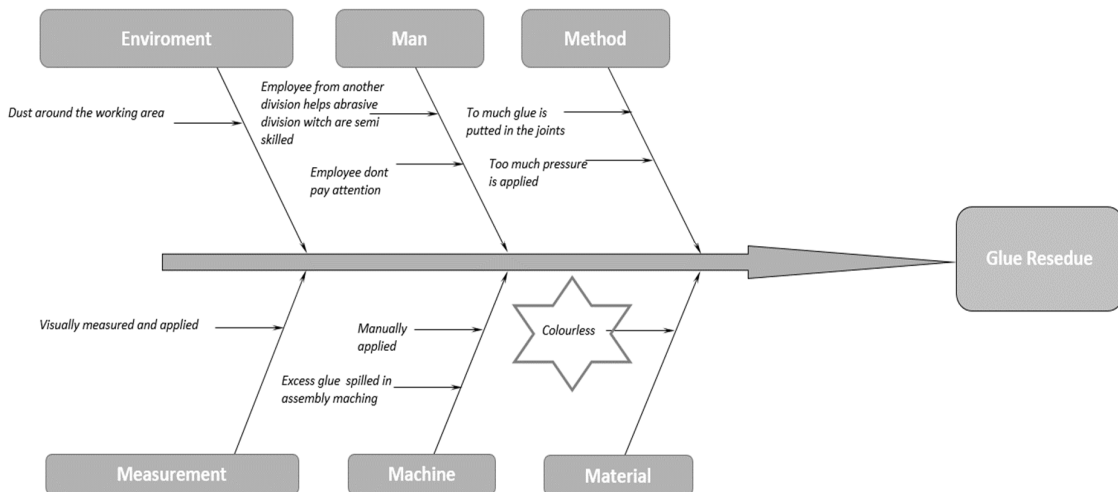 Enviroment
Man
Method
Dust around the working area
Employee from another
division helps abrasive
division witch are semi
skilled
Employee dont
pay attention
To much glue is
putted in the joints
Too much pressure
is applied
Glue Resedue
Visually measured and applied
Manually
applied
Excess glue spilled in
assembly maching
Colourless
Measurement
Machine
Material